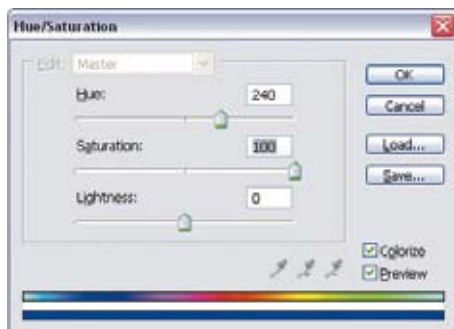 Hue/Saturation
Edit: Master
OK
Hue: 240
Cancel
Saturation: 100
Load...
Save...
Lightness: 0
Colorize
Preview